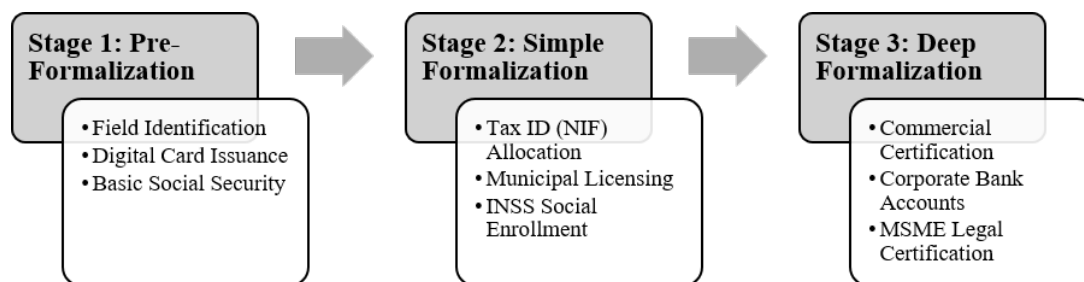 Stage 1: Pre-
Formalization
• Field Identification
• Digital Card Issuance
• Basic Social Security
Stage 2: Simple
Formalization
• Tax ID (NIF)
Allocation
• Municipal Licensing
• INSS Social
Enrollment
Stage 3: Deep
Formalization
• Commercial
Certification
• Corporate Bank
Accounts
• MSME Legal
Certification